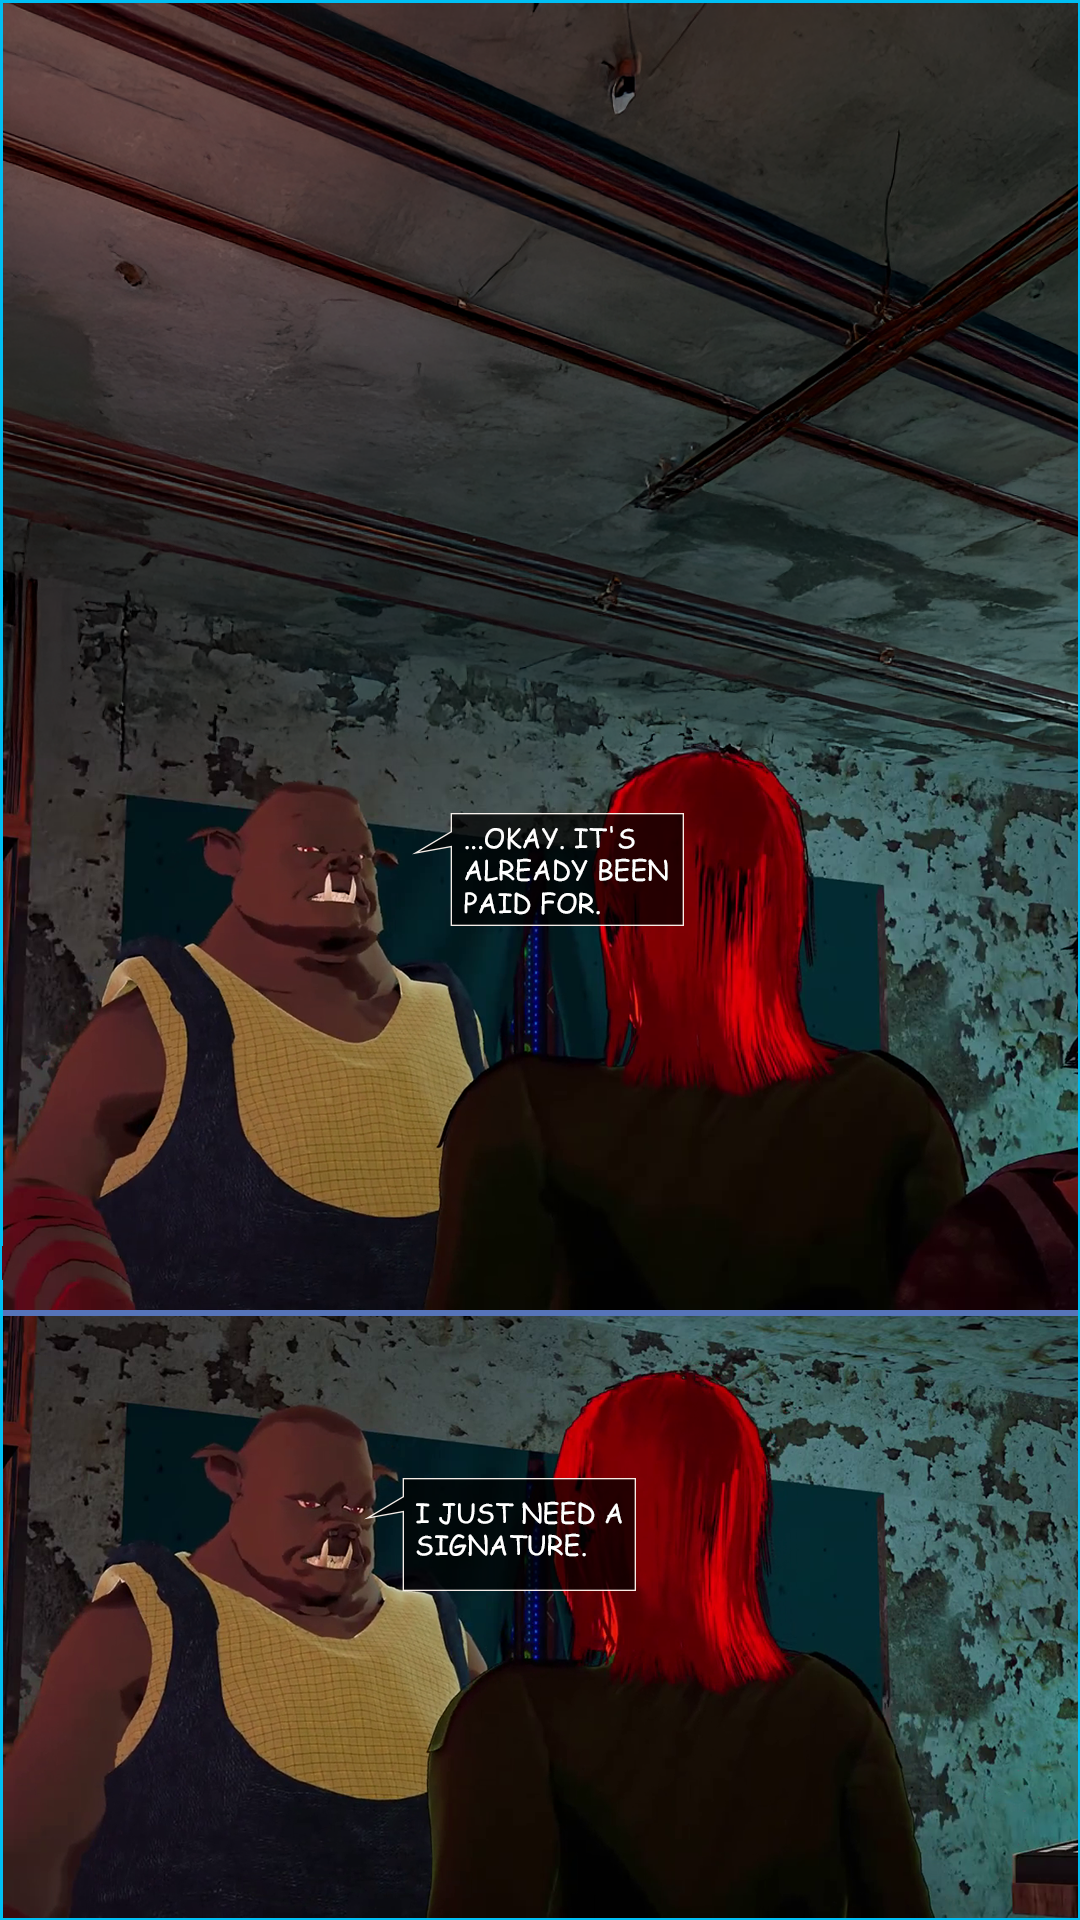 ...OKAY. IT'S
ALREADY BEEN
PAID FOR.
I JUST NEED A
SIGNATURE.